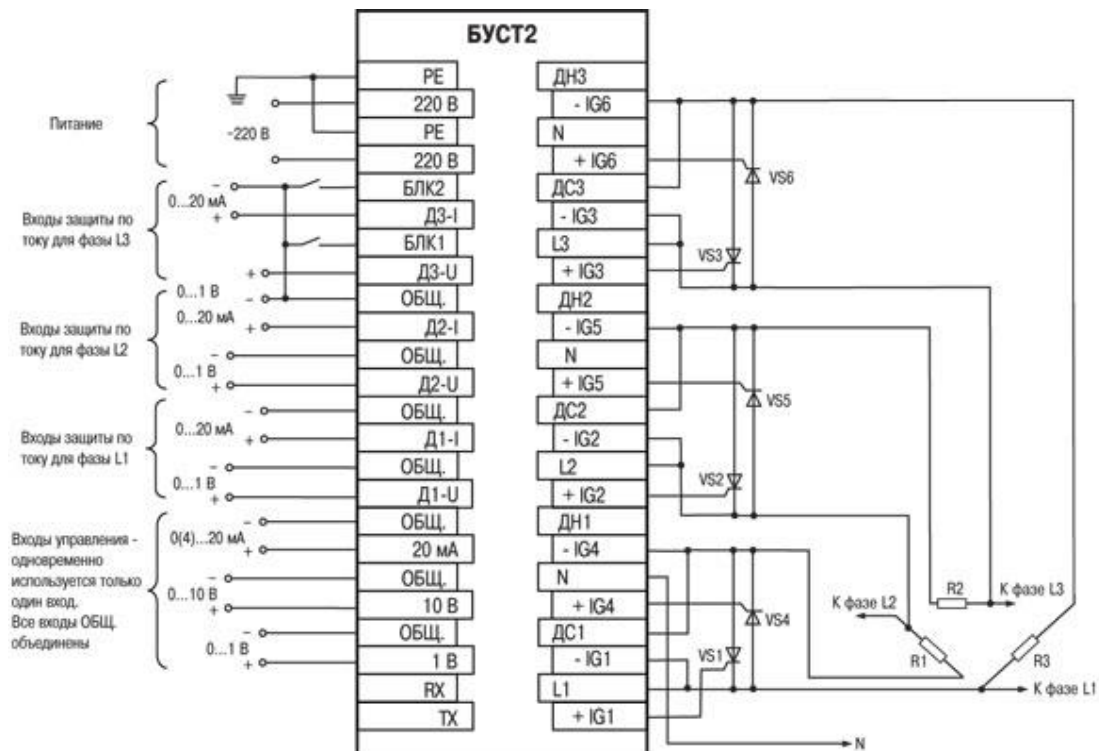 БУСТ2
Питание
~220 В
Входы защиты по
току для фазы L3
0...20 мА
−
+
+
0...1 В
−
Входы защиты по
току для фазы L2
0...20 мА
+
−
0...1 В
+
Входы защиты по
току для фазы L1
−
0...20 мА
+
−
0...1 В
+
Входы управления -
одновременно
используется только
один вход.
Все входы ОБЩ.
объединены
−
0(4)...20 мА
+
−
0...10 В
+
−
0...1 В
+
PE
220 В
PE
220 В
БЛК2
Д3-I
БЛК1
Д3-U
ОБЩ.
Д2-I
ОБЩ.
Д2-U
ОБЩ.
Д1-I
ОБЩ.
Д1-U
ОБЩ.
20 мА
ОБЩ.
10 В
ОБЩ.
1 В
RX
TX
ДН3
- IG6
N
+ IG6
ДС3
- IG3
L3
+ IG3
ДН2
- IG5
N
+ IG5
ДС2
- IG2
L2
+ IG2
ДН1
- IG4
N
+ IG4
ДС1
- IG1
L1
+ IG1
VS6
VS3
VS5
VS2
VS4
VS1
R2
К фазе L3
К фазе L2
R1
R3
К фазе L1
N